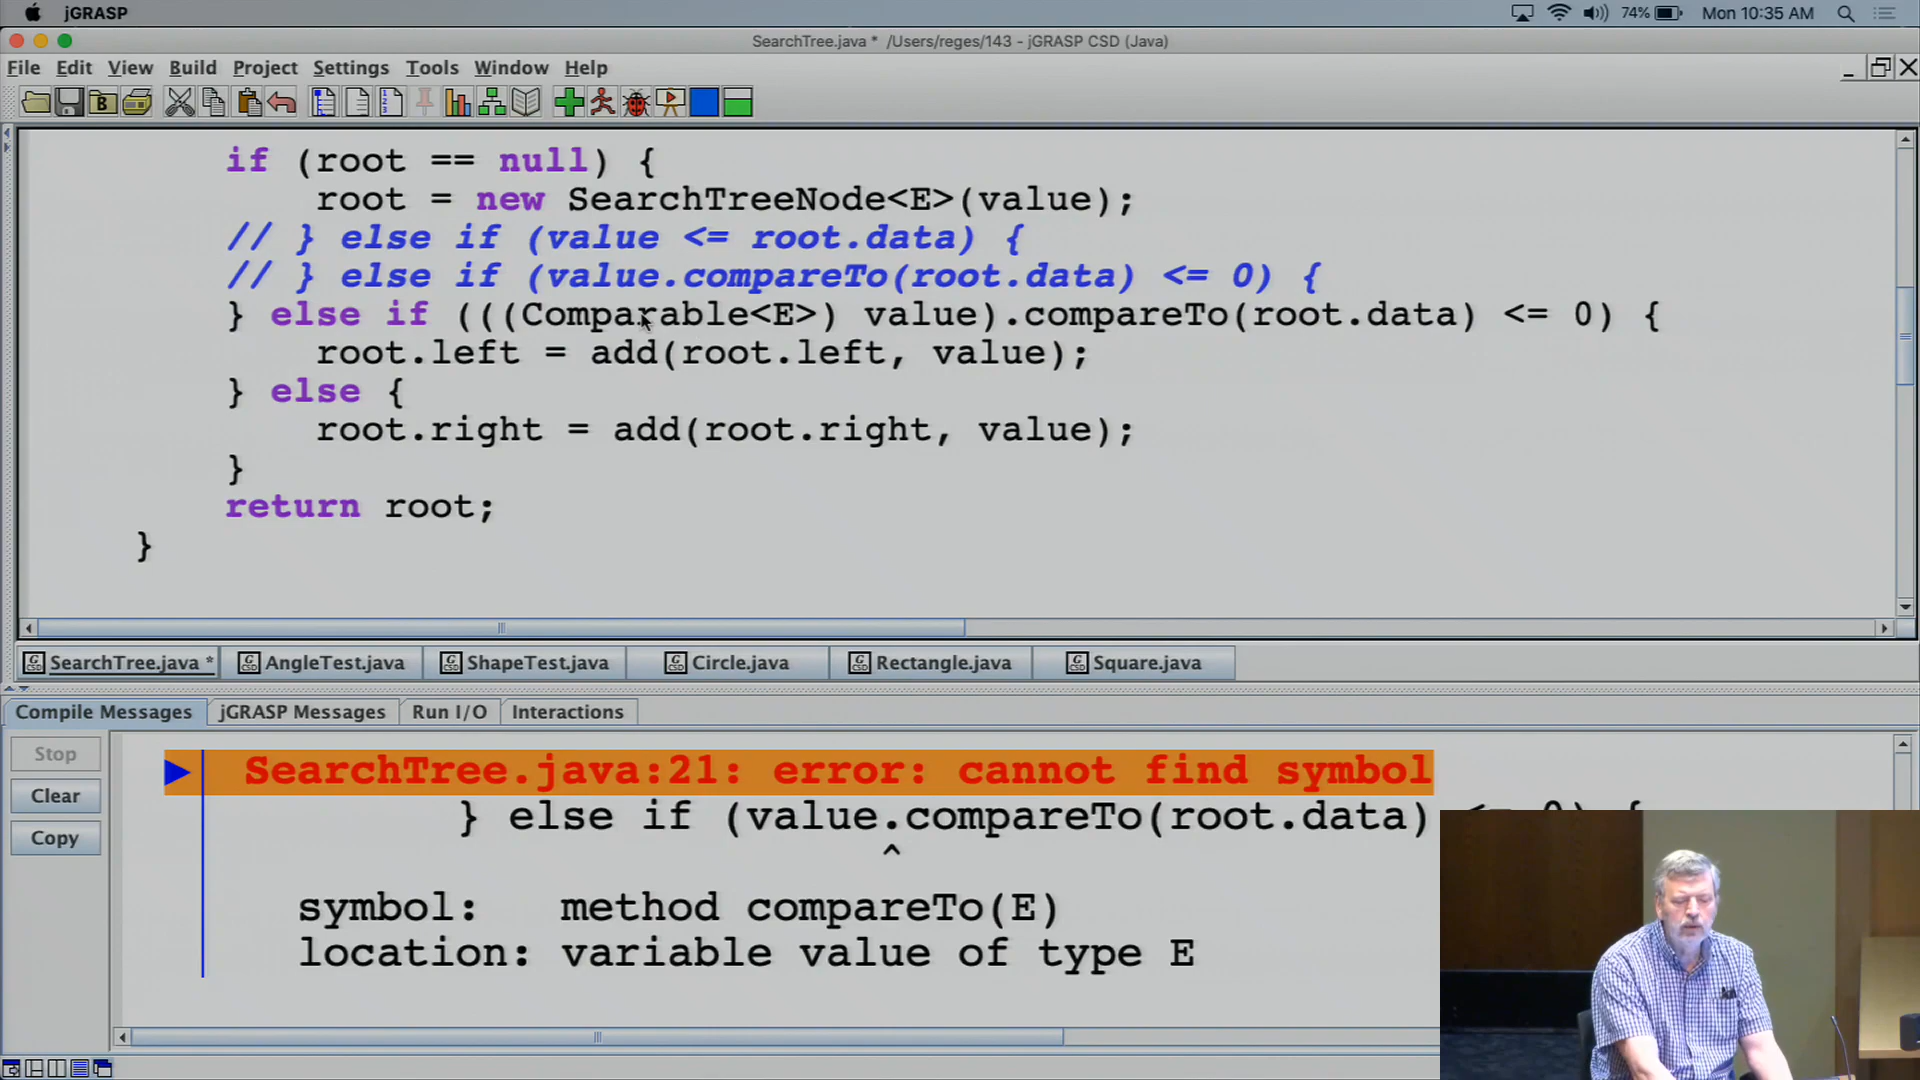 jGRASP
74%
Mon 10:35 AM
SearchTree.java * /Users/reges/143 - jGRASP CSD (Java)
File Edit View Build Project Settings Tools Window Help
if (root == null) {
root = new SearchTreeNode<E>(value);
// } else if (value <= root.data) {
// } else if (value.compareTo(root.data) <= 0) {
} else if (((Comparable<E>) value).compareTo(root.data) <= 0) {
root.left = add(root.left, value);
} else {
root.right = add(root.right, value);
}
return root;
}
SearchTree.java * AngleTest.java ShapeTest.java Circle.java Rectangle.java Square.java
Compile Messages jGRASP Messages Run I/O Interactions
Stop
Clear
Copy
SearchTree.java:21: error: cannot find symbol
} else if (value.compareTo(root.data) <= 0) {
^
symbol: method compareTo(E)
location: variable value of type E